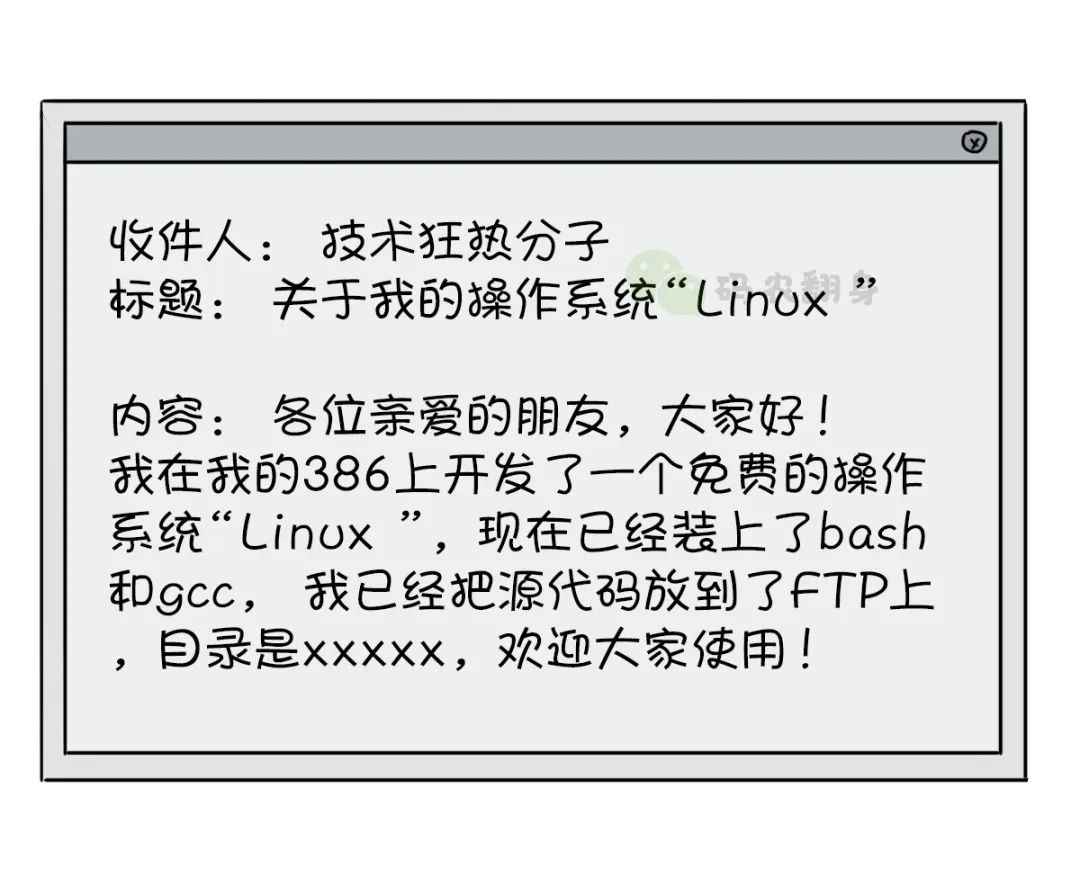 收件人： 技术狂热分子
标题： 关于我的操作系统“Linux ”
码农翻身
内容： 各位亲爱的朋友，大家好！
我在我的386上开发了一个免费的操作
系统“Linux ”，现在已经装上了bash
和gcc， 我已经把源代码放到了FTP上
，目录是xxxxx，欢迎大家使用！